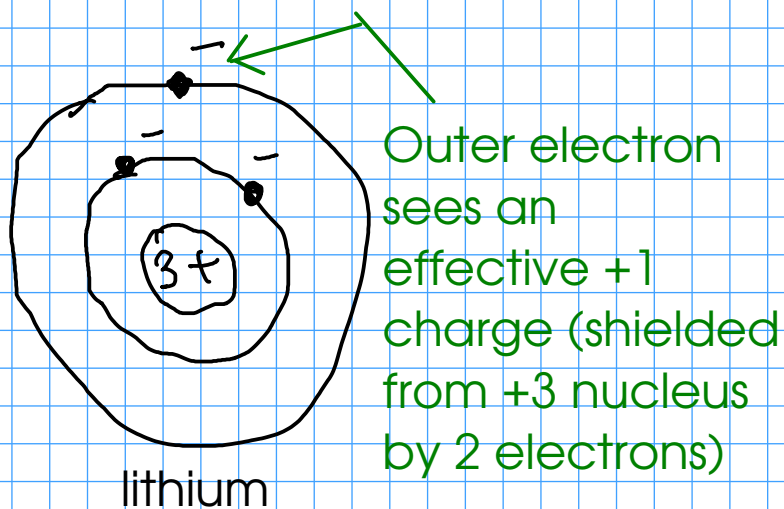 3+
Outer electron
sees an
effective +1
charge (shielded
from +3 nucleus
by 2 electrons)
lithium